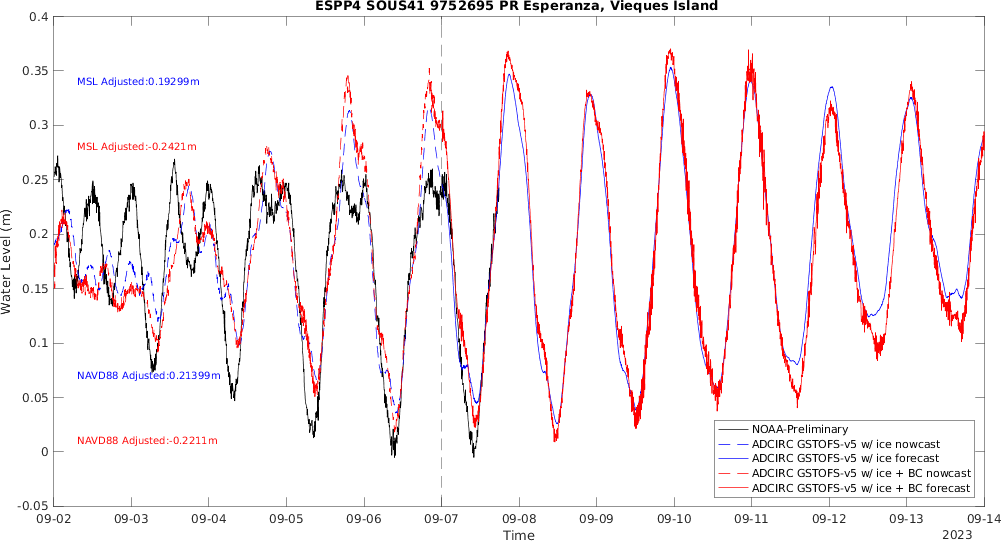 ESPP4 SOUS41 9752695 PR Esperanza, Vieques Island
0.4
0.35
0.3
0.25
0.2
0.15
0.1
0.05
0
-0.05
Water Level (m)
MSL Adjusted:0.19299m
MSL Adjusted:-0.2421m
NAVD88 Adjusted:0.21399m
NAVD88 Adjusted:-0.2211m
NOAA-Preliminary
ADCIRC GSTOFS-v5 w/ ice nowcast
ADCIRC GSTOFS-v5 w/ ice forecast
ADCIRC GSTOFS-v5 w/ ice + BC nowcast
ADCIRC GSTOFS-v5 w/ ice + BC forecast
09-02 09-03 09-04 09-05 09-06 09-07 09-08 09-09 09-10 09-11 09-12 09-13 09-14
Time
2023